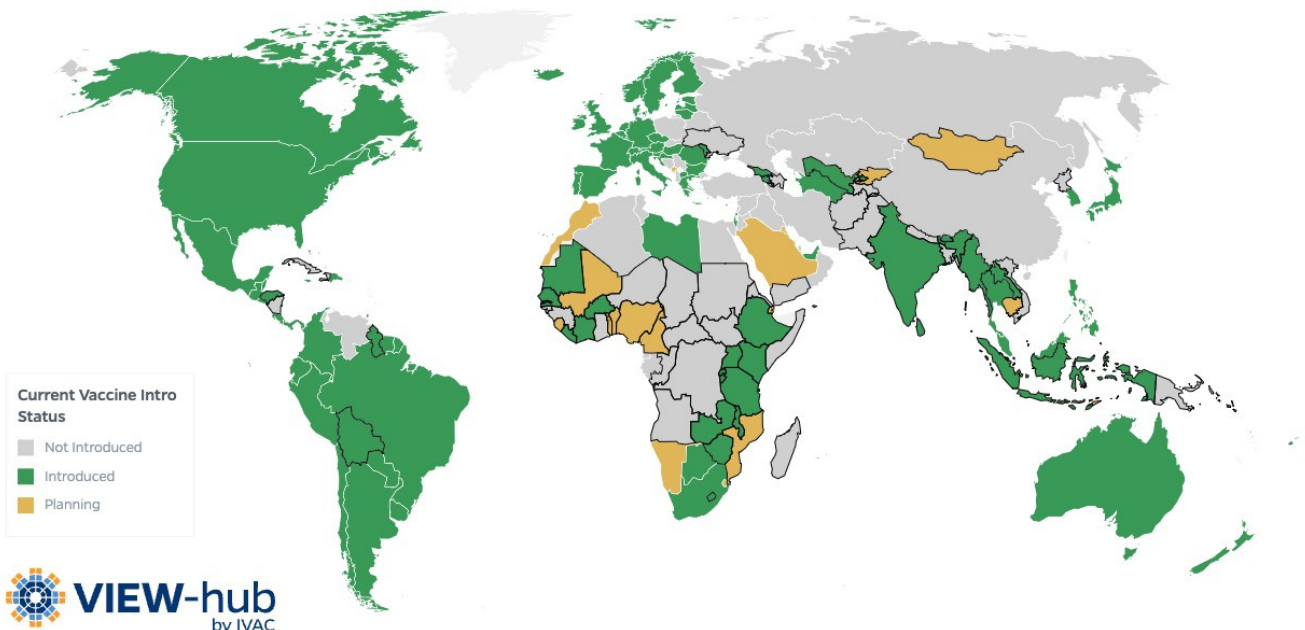 Current Vaccine Intro
Status
Not Introduced
Introduced
Planning
VIEW-hub
by IVAC